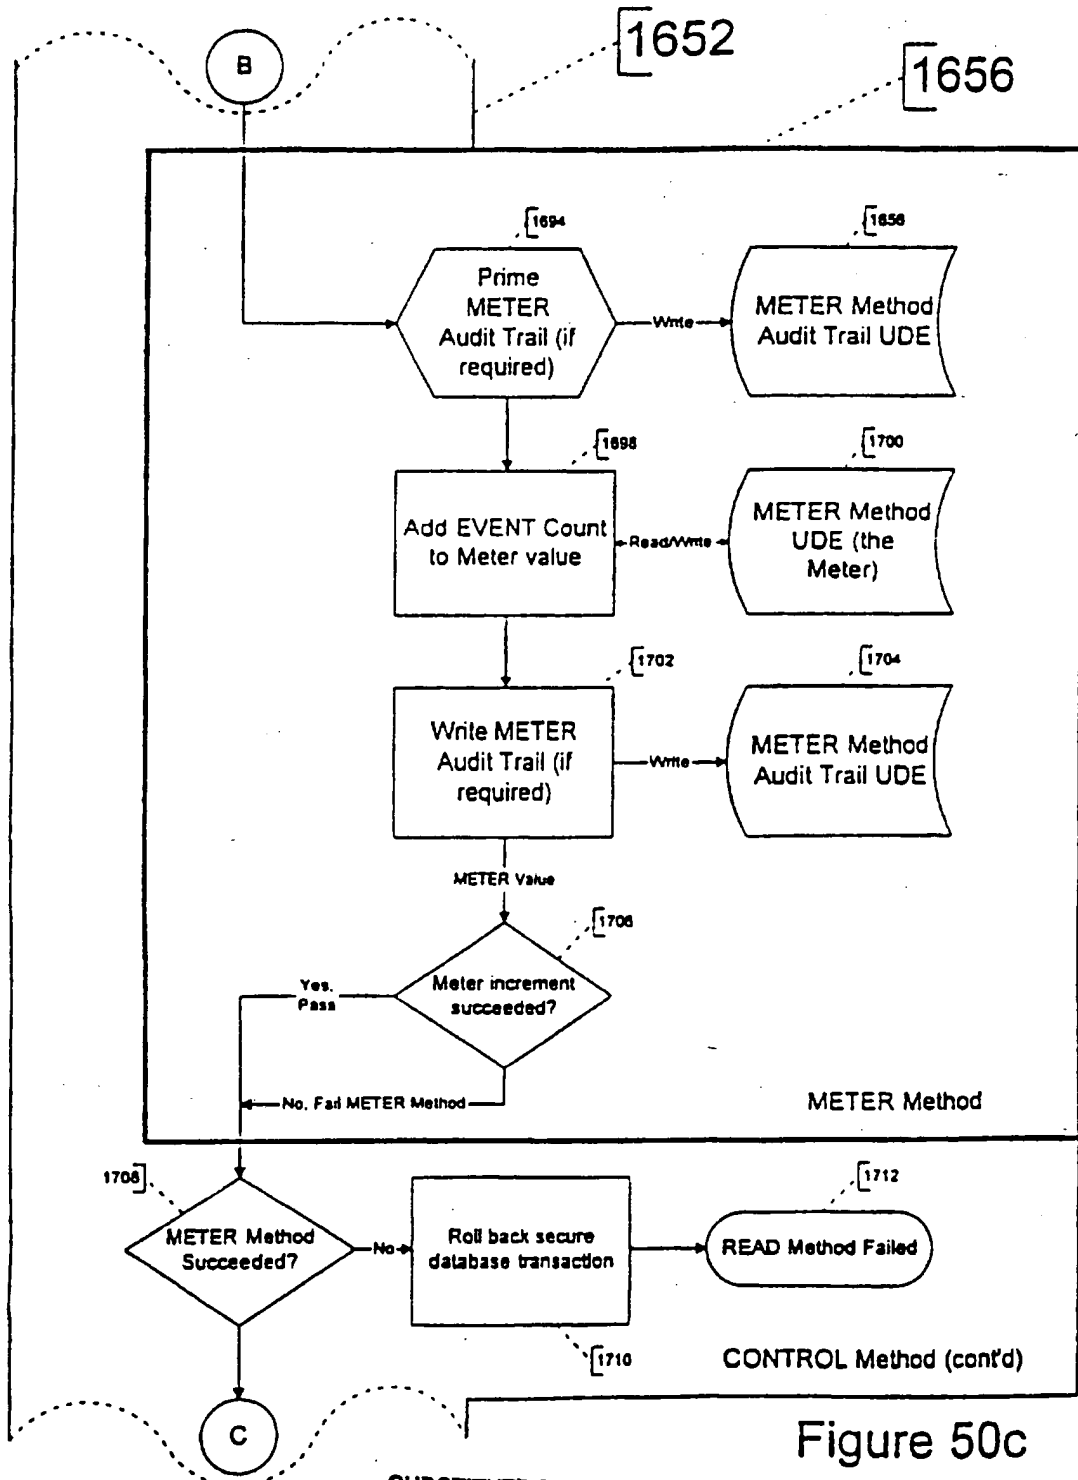 B
1652
1656
1694
1656
Prime
METER
Audit Trail (if
required)
Write
METER Method
Audit Trail UDE
1698
1700
Add EVENT Count
to Meter value
Read/Write
METER Method
UDE (the
Meter)
1702
1704
Write METER
Audit Trail (if
required)
Write
METER Method
Audit Trail UDE
METER Value
1706
Meter increment
succeeded?
Yes,
Pass
No, Fail METER Method
METER Method
1708
1712
METER Method
Succeeded?
No
Roll back secure
database transaction
READ Method Failed
1710
CONTROL Method (cont'd)
C
Figure 50c